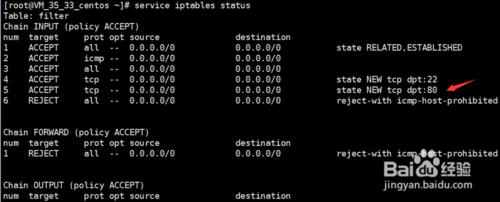 [root@VM_35_33_centos ~]# service iptables status
Table: filter
Chain INPUT (policy ACCEPT)
num target prot opt source destination
1 ACCEPT all -- 0.0.0.0/0 0.0.0.0/0 state RELATED,ESTABLISHED
2 ACCEPT icmp -- 0.0.0.0/0 0.0.0.0/0
3 ACCEPT all -- 0.0.0.0/0 0.0.0.0/0
4 ACCEPT tcp -- 0.0.0.0/0 0.0.0.0/0 state NEW tcp dpt:22
5 ACCEPT tcp -- 0.0.0.0/0 0.0.0.0/0 state NEW tcp dpt:80
6 REJECT all -- 0.0.0.0/0 0.0.0.0/0 reject-with icmp-host-prohibited
Chain FORWARD (policy ACCEPT)
num target prot opt source destination
1 REJECT all -- 0.0.0.0/0 0.0.0.0/0 reject-with icmp-host-prohibited
Chain OUTPUT (policy ACCEPT)
num target prot opt source destination
Bai du 经验
jingyan.baidu.com